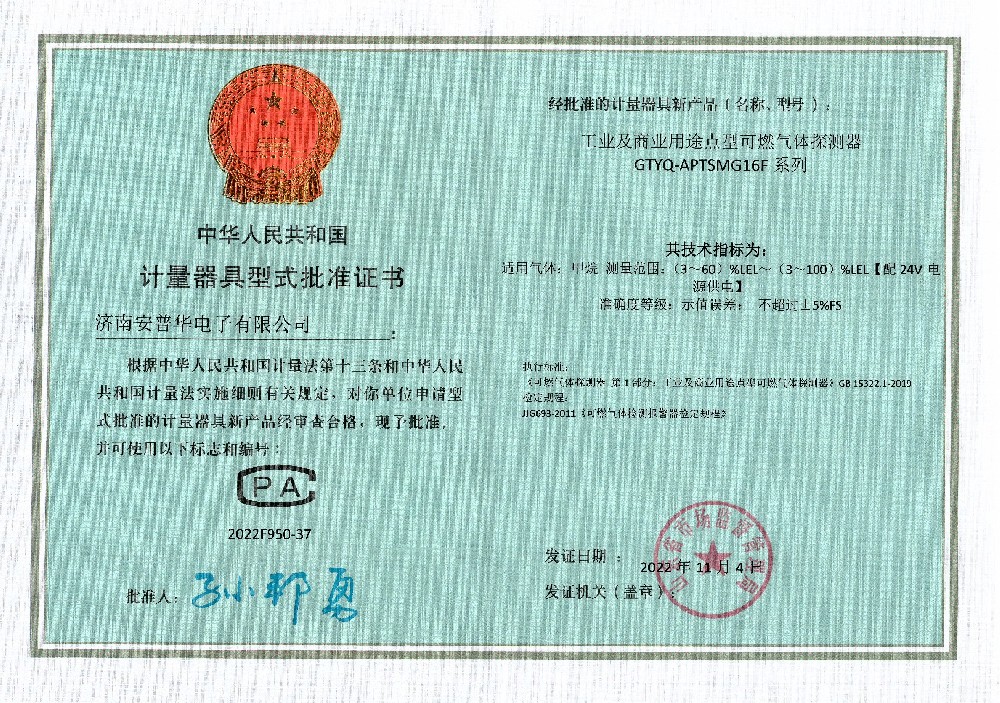 中华人民共和国
计量器具型式批准证书
济南安普华电子有限公司：
根据中华人民共和国计量法第十三条和中华人民
共和国计量法实施细则有关规定，对你单位申请型
式批准的计量器具新产品经审查合格，现予批准，
并可使用以下标志和编号：
CPA
2022F950-37
批准人：
经批准的计量器具新产品（名称、型号）：
工业及商业用途点型可燃气体探测器
GTYQ-APTSMG16F 系列
其技术指标为：
适用气体：甲烷 测量范围：（3～60）%LEL～（3～100）%LEL【配 24V 电
源供电】
准确度等级：示值误差： 不超过±5%FS
执行标准：
《可燃气体探测器 第 1 部分：工业及商业用途点型可燃气体探测器》GB 15322.1-2019
检定规程：
JJG693-2011《可燃气体检测报警器检定规程》
发证日期：
2022 年 11 月 4 日
发证机关（盖章）：
省市场监督管理局